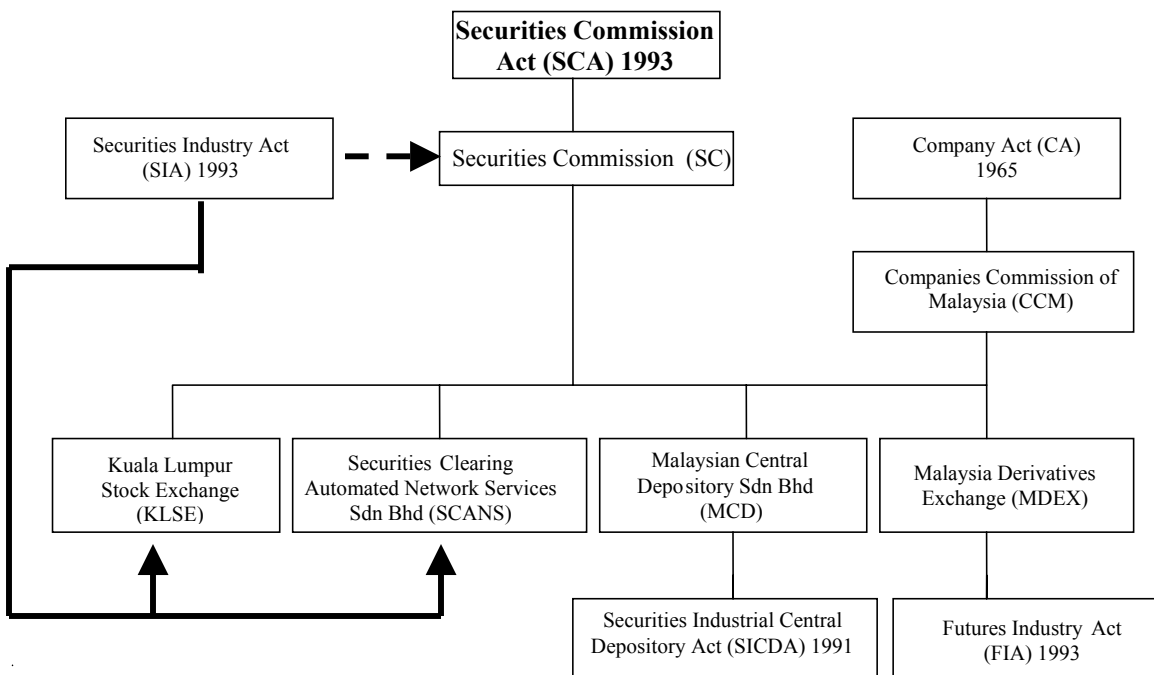 Securities Commission
Act (SCA) 1993
Securities Industry Act
(SIA) 1993
Securities Commission (SC)
Company Act (CA)
1965
Companies Commission of
Malaysia (CCM)
Kuala Lumpur
Stock Exchange
(KLSE)
Securities Clearing
Automated Network Services
Sdn Bhd (SCANS)
Malaysian Central
Depository Sdn Bhd
(MCD)
Malaysia Derivatives
Exchange (MDEX)
Securities Industrial Central
Depository Act (SICDA) 1991
Futures Industry Act
(FIA) 1993